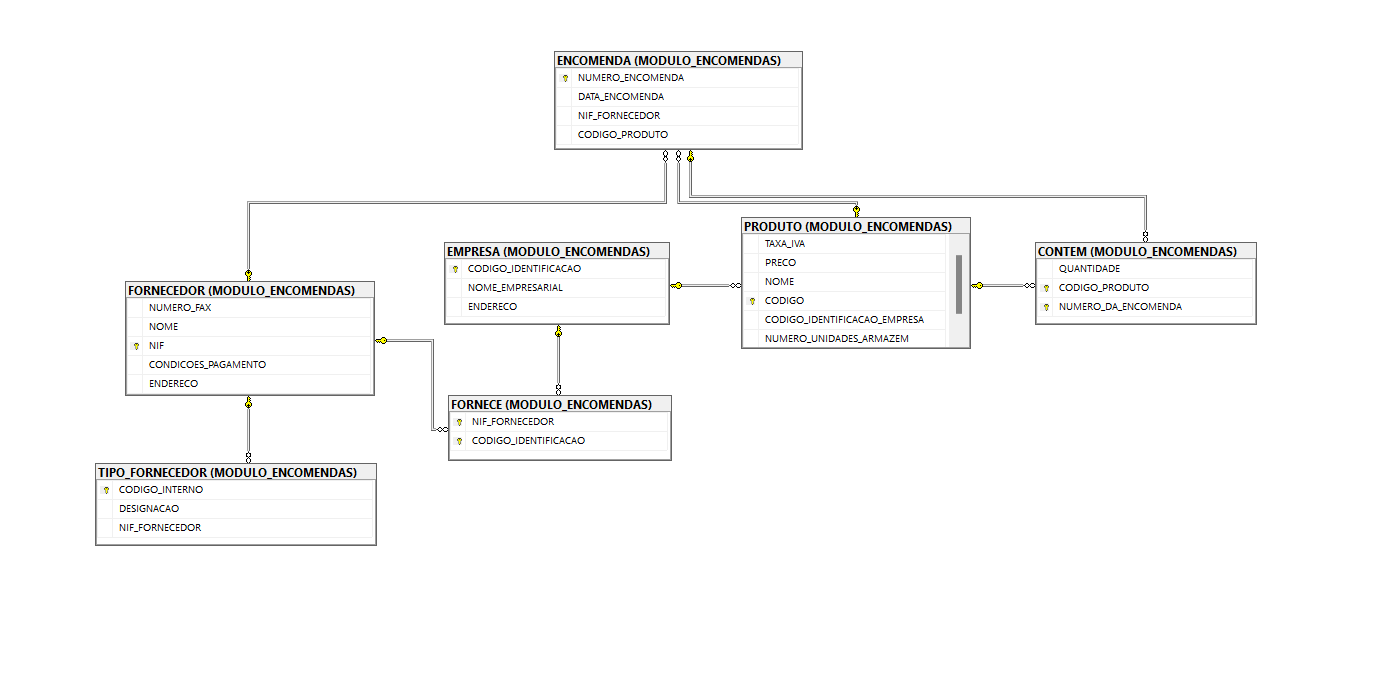 ENCOMENDA (MODULO_ENCOMENDAS)
NUMERO_ENCOMENDA
DATA_ENCOMENDA
NIF_FORNECEDOR
CODIGO_PRODUTO
PRODUTO (MODULO_ENCOMENDAS)
TAXA_IVA
PRECO
NOME
CODIGO
CODIGO_IDENTIFICACAO_EMPRESA
NUMERO_UNIDADES_ARMAZEM
EMPRESA (MODULO_ENCOMENDAS)
CODIGO_IDENTIFICACAO
NOME_EMPRESARIAL
ENDERECO
CONTEM (MODULO_ENCOMENDAS)
QUANTIDADE
CODIGO_PRODUTO
NUMERO_DA_ENCOMENDA
FORNECEDOR (MODULO_ENCOMENDAS)
NUMERO_FAX
NOME
NIF
CONDICOES_PAGAMENTO
ENDERECO
FORNECE (MODULO_ENCOMENDAS)
NIF_FORNECEDOR
CODIGO_IDENTIFICACAO
TIPO_FORNECEDOR (MODULO_ENCOMENDAS)
CODIGO_INTERNO
DESIGNACAO
NIF_FORNECEDOR